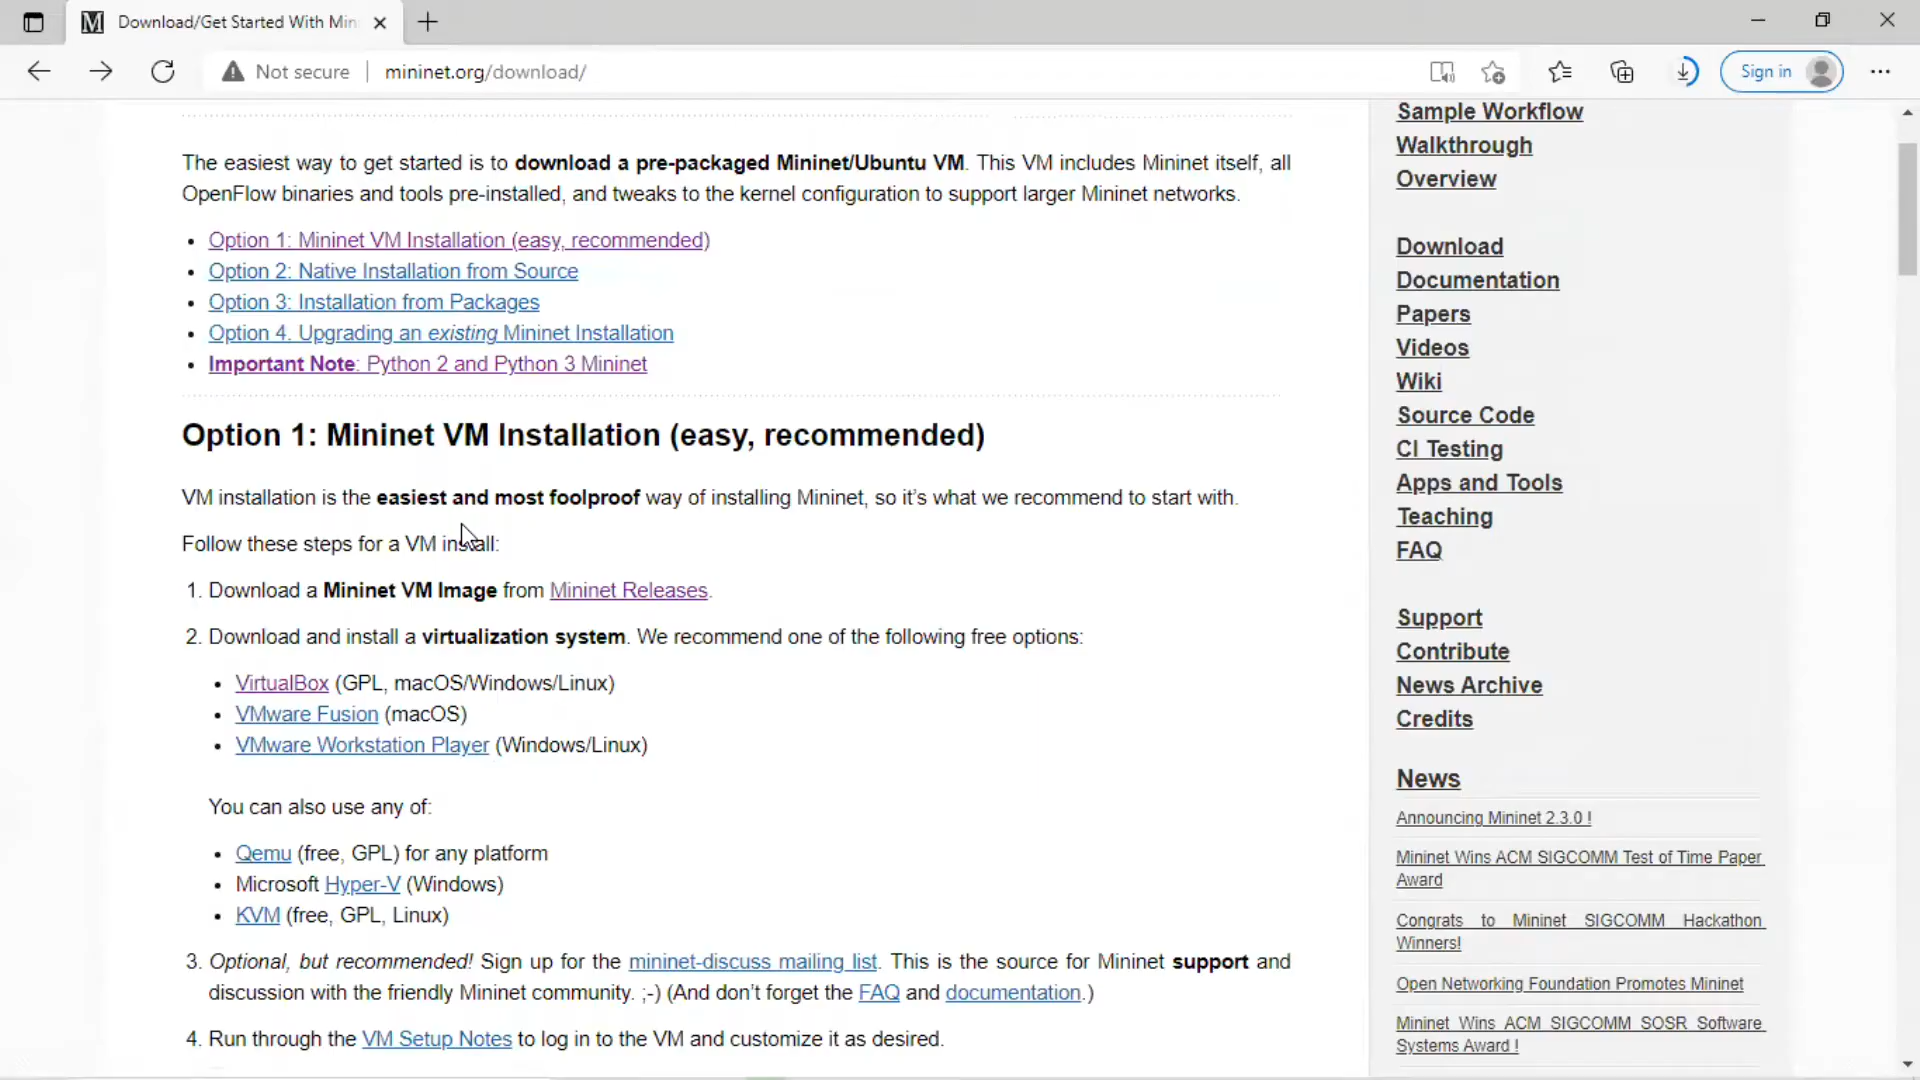 Download/Get Started With Min
Not secure
mininet.org/download/
Sign in
The easiest way to get started is to download a pre-packaged Mininet/Ubuntu VM. This VM includes Mininet itself, all
OpenFlow binaries and tools pre-installed, and tweaks to the kernel configuration to support larger Mininet networks.
• Option 1: Mininet VM Installation (easy, recommended)
• Option 2: Native Installation from Source
• Option 3: Installation from Packages
• Option 4. Upgrading an existing Mininet Installation
• Important Note: Python 2 and Python 3 Mininet
Option 1: Mininet VM Installation (easy, recommended)
VM installation is the easiest and most foolproof way of installing Mininet, so it’s what we recommend to start with.
Follow these steps for a VM install:
1. Download a Mininet VM Image from Mininet Releases.
2. Download and install a virtualization system. We recommend one of the following free options:
• VirtualBox (GPL, macOS/Windows/Linux)
• VMware Fusion (macOS)
• VMware Workstation Player (Windows/Linux)
You can also use any of:
• Qemu (free, GPL) for any platform
• Microsoft Hyper-V (Windows)
• KVM (free, GPL, Linux)
3. Optional, but recommended! Sign up for the mininet-discuss mailing list. This is the source for Mininet support and
discussion with the friendly Mininet community. ;-) (And don’t forget the FAQ and documentation.)
4. Run through the VM Setup Notes to log in to the VM and customize it as desired.
Sample Workflow
Walkthrough
Overview
Download
Documentation
Papers
Videos
Wiki
Source Code
CI Testing
Apps and Tools
Teaching
FAQ
Support
Contribute
News Archive
Credits
News
Announcing Mininet 2.3.0 !
Mininet Wins ACM SIGCOMM Test of Time Paper
Award
Congrats to Mininet SIGCOMM Hackathon
Winners!
Open Networking Foundation Promotes Mininet
Mininet Wins ACM SIGCOMM SOSR Software
Systems Award !